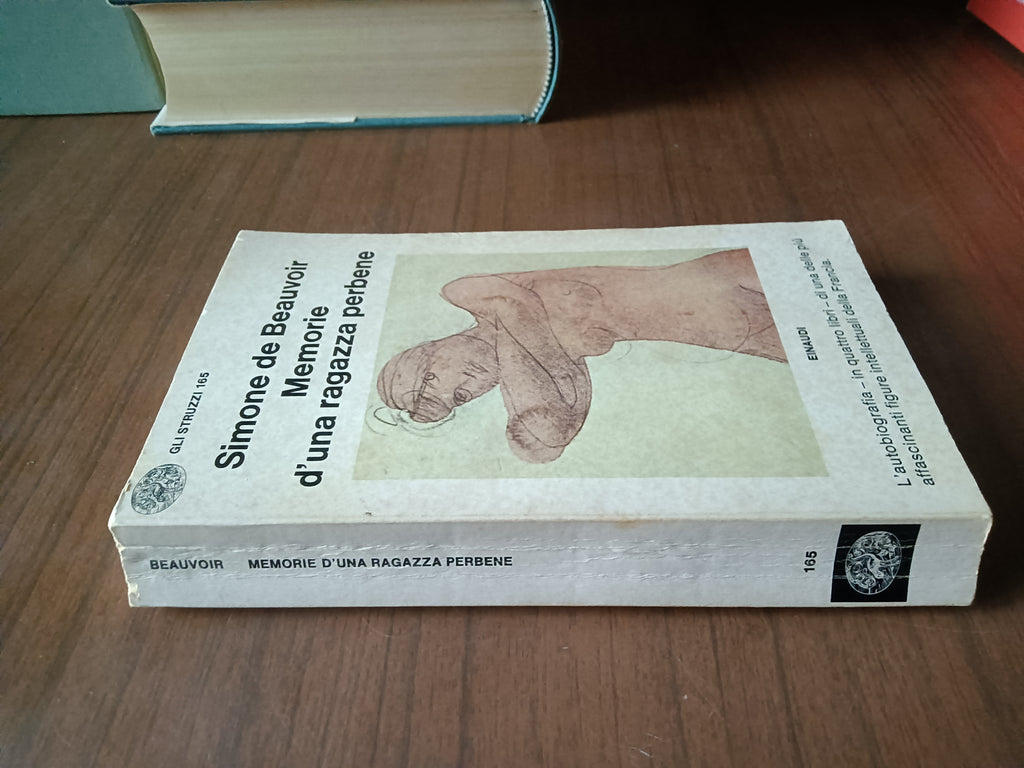 GLI STRUZZI 165
Simone de Beauvoir
Memorie
d'una ragazza perbene
EINAUDI
L'autobiografia – in quattro libri – di una delle più
affascinanti figure intellettuali della Francia.
BEAUVOIR MEMORIE D'UNA RAGAZZA PERBENE
165